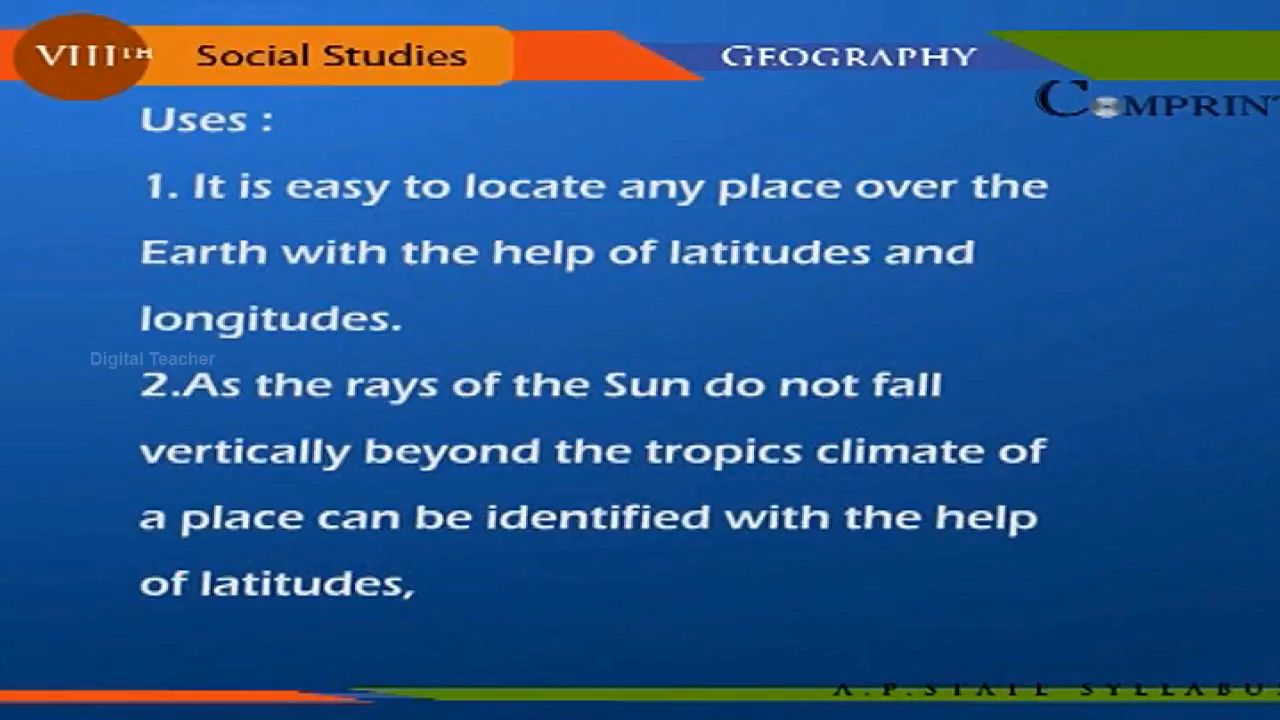 VIIIth Social Studies GEOGRAPHY
Uses :
1. It is easy to locate any place over the
Earth with the help of latitudes and
longitudes.
Digital Teacher
2.As the rays of the Sun do not fall
vertically beyond the tropics climate of
a place can be identified with the help
of latitudes,
A.P.STATE SYLLABU